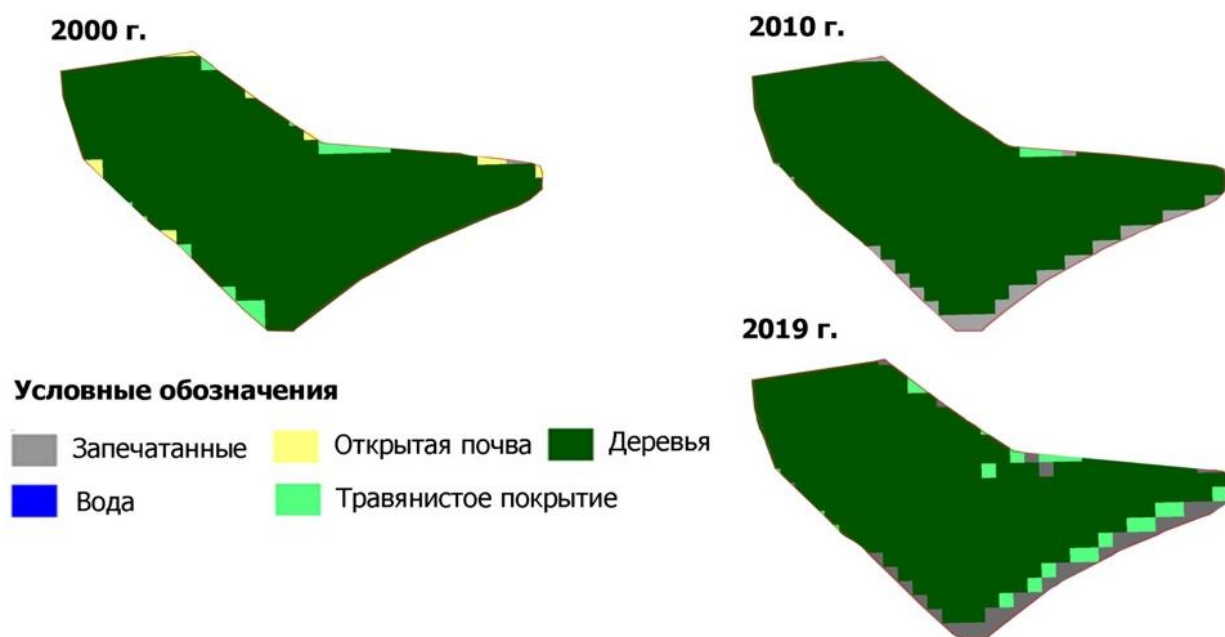 2000 г.
2010 г.
2019 г.
Условные обозначения
Запечатанные
Открытая почва
Деревья
Вода
Травянистое покрытие